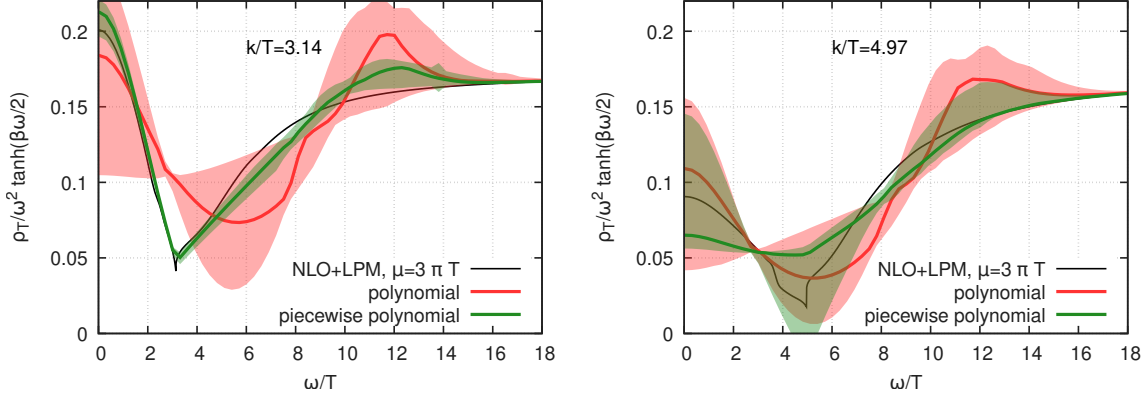 ρT/ω² tanh(βω/2)
0.2
0.15
0.1
0.05
0
k/T=3.14
NLO+LPM, μ=3 π T
polynomial
piecewise polynomial
0 2 4 6 8 10 12 14 16 18
ω/T
ρT/ω² tanh(βω/2)
0.2
0.15
0.1
0.05
0
k/T=4.97
NLO+LPM, μ=3 π T
polynomial
piecewise polynomial
0 2 4 6 8 10 12 14 16 18
ω/T